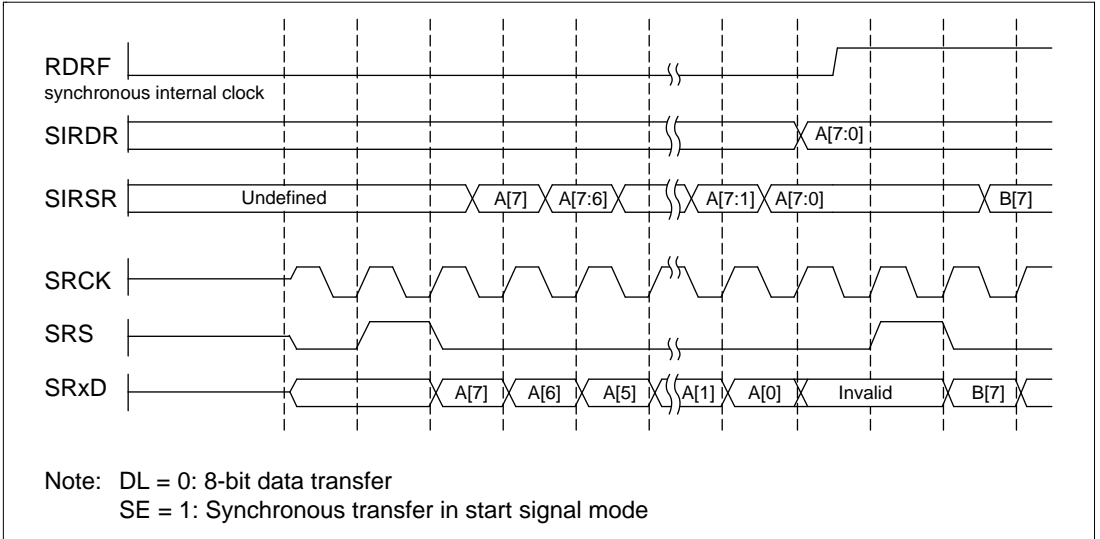 RDRF
synchronous internal clock
SIRDR A[7:0]
SIRSR Undefined A[7] A[7:6] A[7:1] A[7:0] B[7]
SRCK
SRS
SRxD A[7] A[6] A[5] A[1] A[0] Invalid B[7]
Note: DL = 0: 8-bit data transfer
SE = 1: Synchronous transfer in start signal mode